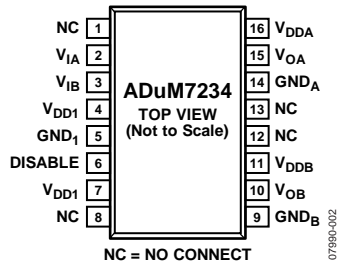 NC 1 16 VDDA
VIA 2 15 VOA
VIB 3 14 GNDA
VDD1 4 13 NC
GND1 5 12 NC
DISABLE 6 11 VDDB
VDD1 7 10 VOB
NC 8 9 GNDB
ADuM7234
TOP VIEW
(Not to Scale)
NC = NO CONNECT
07990-002